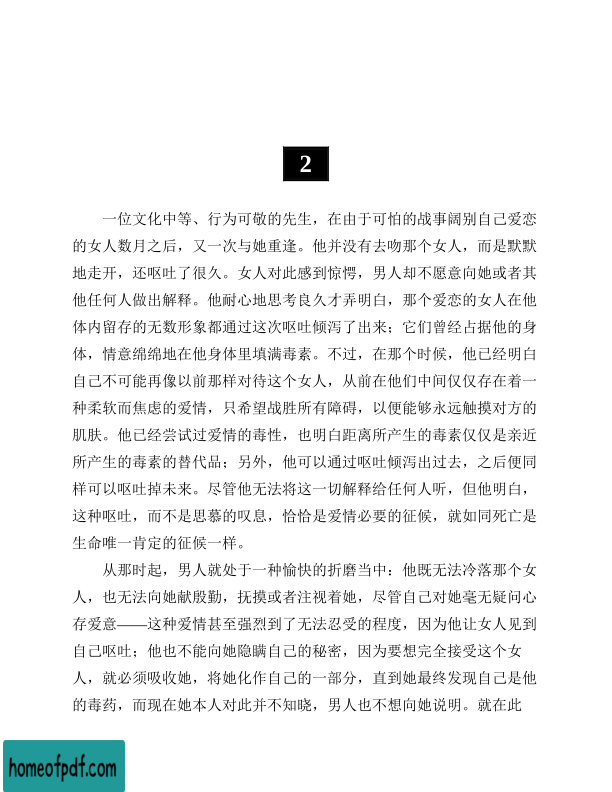 2
一位文化中等、行为可敬的先生，在由于可怕的战事阔别自己爱恋
的女人数月之后，又一次与她重逢。他并没有去吻那个女人，而是默默
地走开，还呕吐了很久。女人对此感到惊愕，男人却不愿意向她或者其
他任何人做出解释。他耐心地思考良久才弄明白，那个爱恋的女人在他
体内留存的无数形象都通过这次呕吐倾泻了出来；它们曾经占据他的身
体，情意绵绵地在他身体里填满毒素。不过，在那个时候，他已经明白
自己不可能再像以前那样对待这个女人，从前在他们中间仅仅存在着一
种柔软而焦虑的爱情，只希望战胜所有障碍，以便能够永远触摸对方的
肌肤。他已经尝试过爱情的毒性，也明白距离所产生的毒素仅仅是亲近
所产生的毒素的替代品；另外，他可以通过呕吐倾泻出过去，之后便同
样可以呕吐掉未来。尽管他无法将这一切解释给任何人听，但他明白，
这种呕吐，而不是思慕的叹息，恰恰是爱情必要的征候，就如同死亡是
生命唯一肯定的征候一样。
从那时起，男人就处于一种愉快的折磨当中：他既无法冷落那个女
人，也无法向她献殷勤，抚摸或者注视着她，尽管自己对她毫无疑问心
存爱意——这种爱情甚至强烈到了无法忍受的程度，因为他让女人见到
自己呕吐；他也不能向她隐瞒自己的秘密，因为要想完全接受这个女
人，就必须吸收她，将她化作自己的一部分，直到她最终发现自己是他
的毒药，而现在她本人对此并不知晓，男人也不想向她说明。就在此
homeofpdf.com